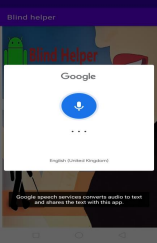 Blind helper
Blind Helper
Google
English (United Kingdom)
Google speech services converts audio to text
and shares the text with this app.